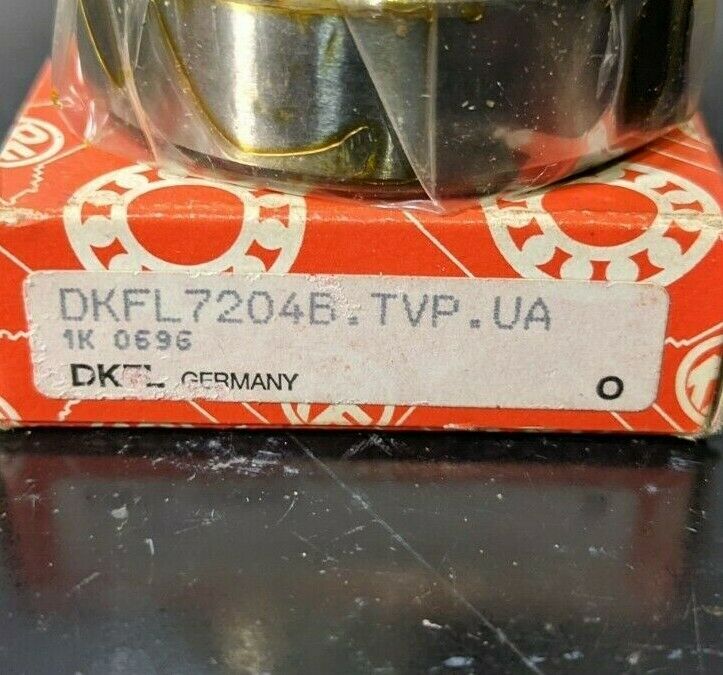 DKFL7204B.TVP.UA
1K 0696
DKFL GERMANY O